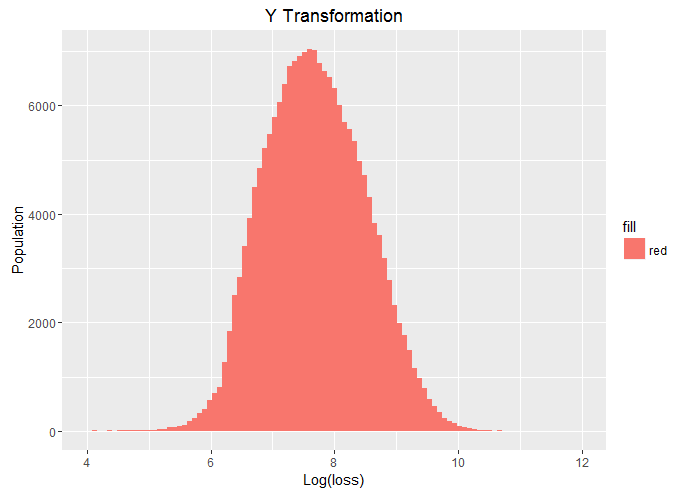 Y Transformation
Population
6000
4000
2000
0
4
6
8
10
12
Log(loss)
fill
red